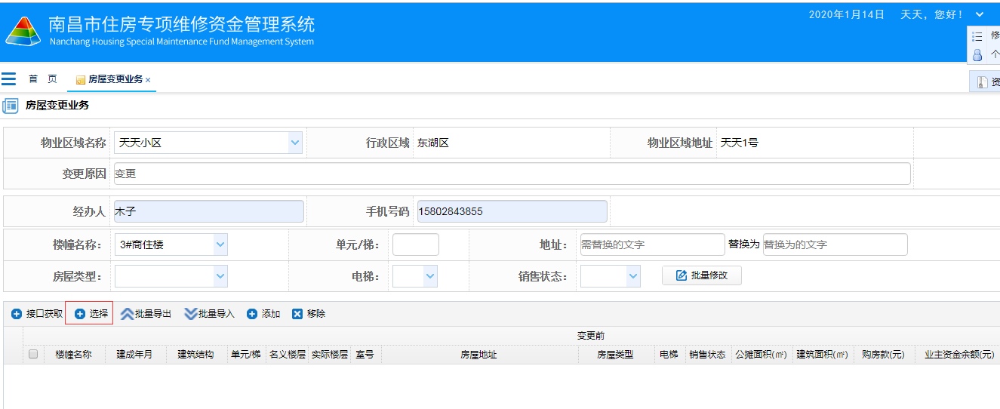 南昌市住房专项维修资金管理系统
Nanchang Housing Special Maintenance Fund Management System
2020年1月14日 天天，您好！
修
个
首 页 房屋变更业务 ×
资
房屋变更业务
物业区域名称 天天小区 行政区域 东湖区 物业区域地址 天天1号
变更原因 变更
经办人 木子 手机号码 15802843855
楼幢名称： 3#商住楼 单元/梯： 地址： 需替换的文字 替换为 替换为的文字
房屋类型： 电梯： 销售状态： 批量修改
接口获取 选择 批量导出 批量导入 添加 移除
变更前
楼幢名称 建成年月 建筑结构 单元/梯 名义楼层 实际楼层 室号 房屋地址 房屋类型 电梯 销售状态 公摊面积(㎡) 建筑面积(㎡) 购房款(元) 业主资金余额(元)